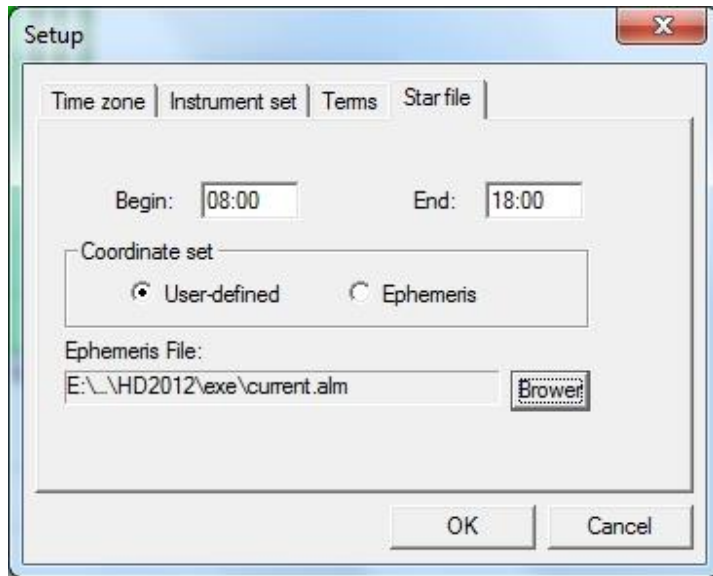 Setup
Time zone Instrument set Terms Star file
Begin: 08:00 End: 18:00
Coordinate set
User-defined Ephemeris
Ephemeris File:
E:\...\HD2012\exe\current.alm Brower
OK Cancel